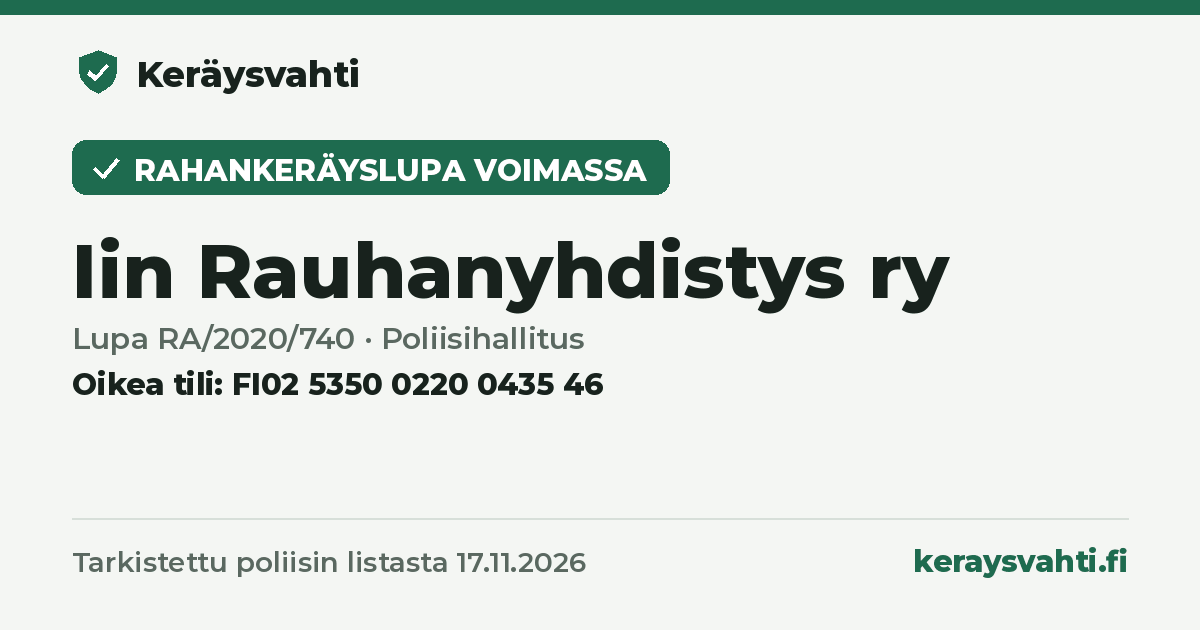 Keräysvahti
RAHANKERÄYSLUPA VOIMASSA
Iin Rauhanyhdistys ry
Lupa RA/2020/740 · Poliisihallitus
Oikea tili: FI02 5350 0220 0435 46
Tarkistettu poliisin listasta 17.11.2026
keraysvahti.fi